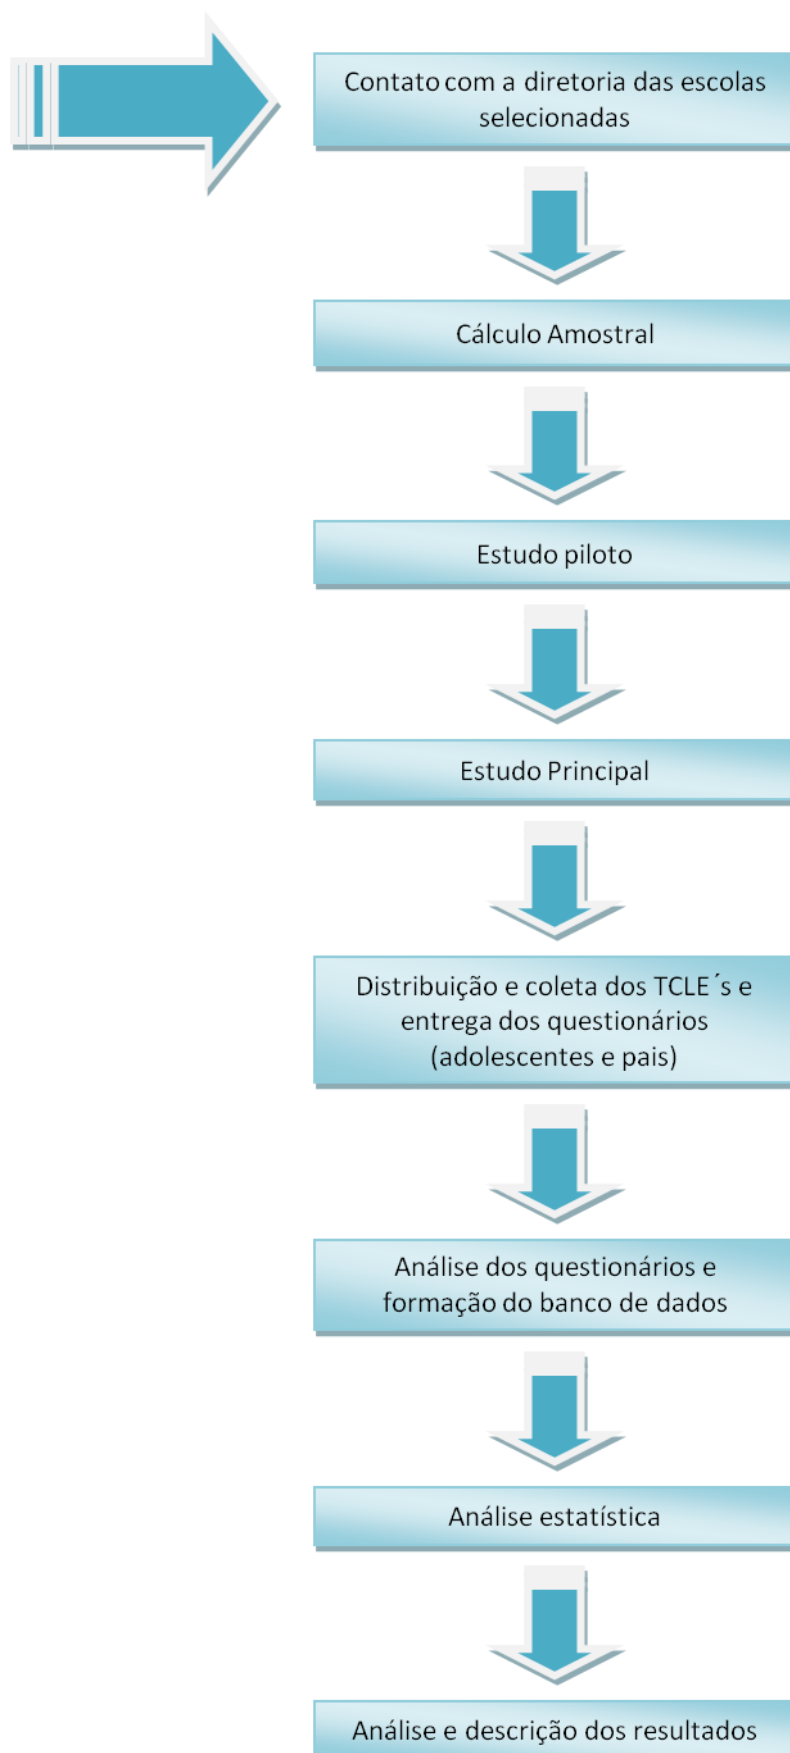 Contato com a diretoria das escolas
selecionadas
Cálculo Amostral
Estudo piloto
Estudo Principal
Distribuição e coleta dos TCLE´s e
entrega dos questionários
(adolescentes e pais)
Análise dos questionários e
formação do banco de dados
Análise estatística
Análise e descrição dos resultados